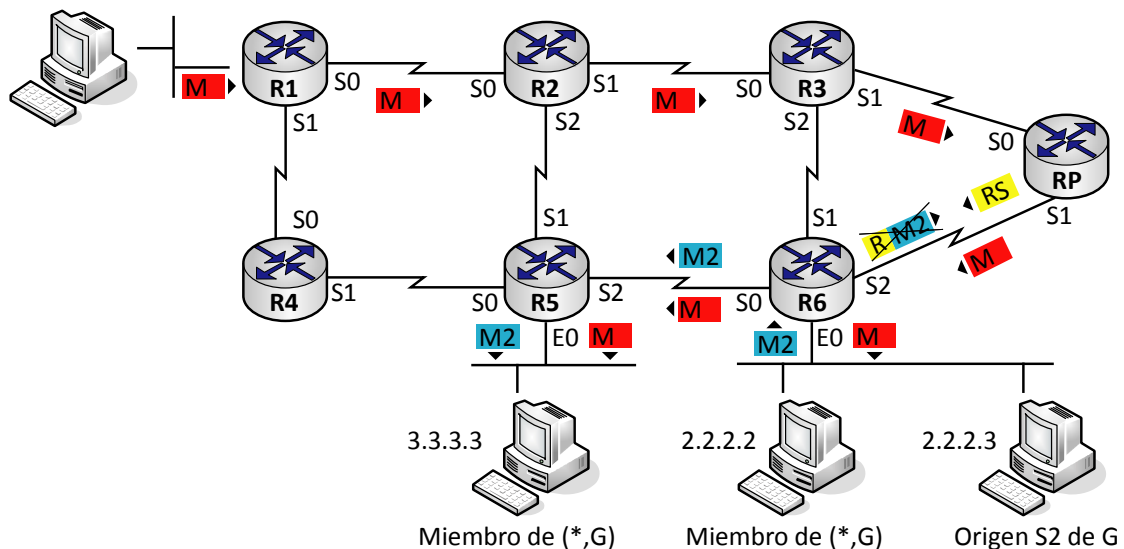 M
R1
S0
S1
M
S0
R2
S1
S2
M
S0
R3
S1
S2
M
S0
RP
S1
RS
R M2
M
S0
R4
S1
S1
R5
S0
S2
E0
M2
M
M2
M
S1
R6
S0
S2
E0
M2
M
3.3.3.3
2.2.2.2
2.2.2.3
Miembro de (*,G)
Miembro de (*,G)
Origen S2 de G